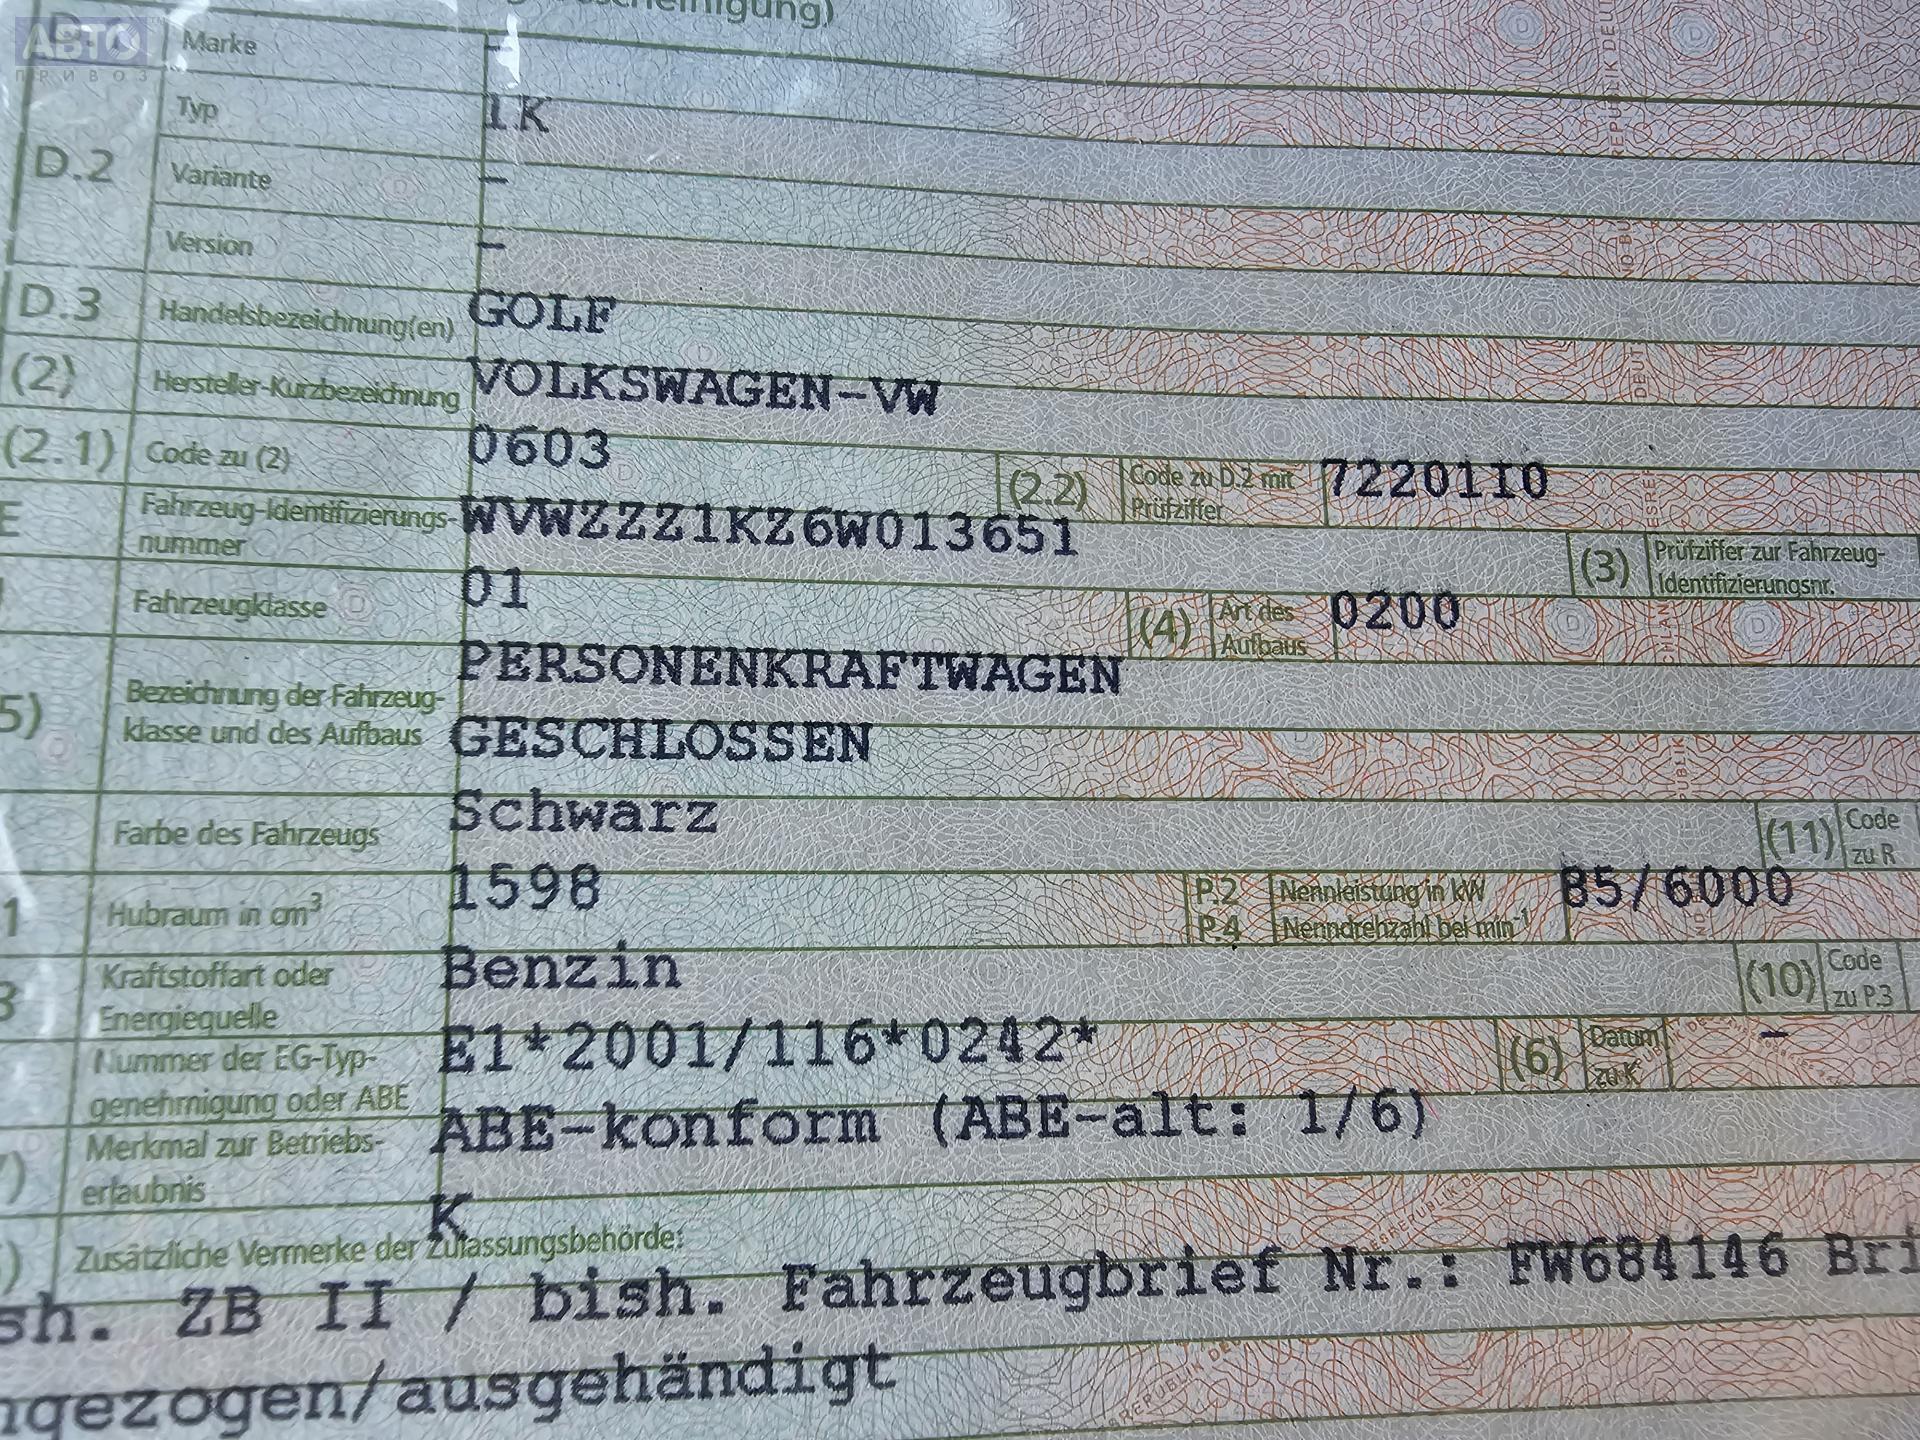 АВТО
ПРИВОЗ
Marke –
D.2 Typ 1K
Variante –
Version –
D.3 Handelsbezeichnung(en) GOLF
(2) Hersteller-Kurzbezeichnung VOLKSWAGEN-VW
(2.1) Code zu (2) 0603 (2.2) Code zu D.2 mit Prüfziffer 7220110
E Fahrzeug-Identifizierungs-
nummer WVWZZZ1KZ6W013651 (3) Prüfziffer zur Fahrzeug-
Identifizierungsnr.
Fahrzeugklasse 01 (4) Art des Aufbaus 0200
5) Bezeichnung der Fahrzeug-
klasse und des Aufbaus PERSONENKRAFTWAGEN
GESCHLOSSEN
Farbe des Fahrzeugs Schwarz (11) Code zu R
1 Hubraum in cm³ 1598 P.2 Nennleistung in kW
P.4 Nenndrehzahl bei min⁻¹ 85/6000
3 Kraftstoffart oder
Energiequelle Benzin (10) Code zu P.3
Nummer der EG-Typ-
genehmigung oder ABE E1*2001/116*0242* (6) Datum zu K –
) Merkmal zur Betriebs-
erlaubnis ABE-konform (ABE-alt: 1/6)
K
) Zusätzliche Vermerke der Zulassungsbehörde:
sh. ZB II / bish. Fahrzeugbrief Nr.: FW684146 Bri
ngezogen/ausgehändigt